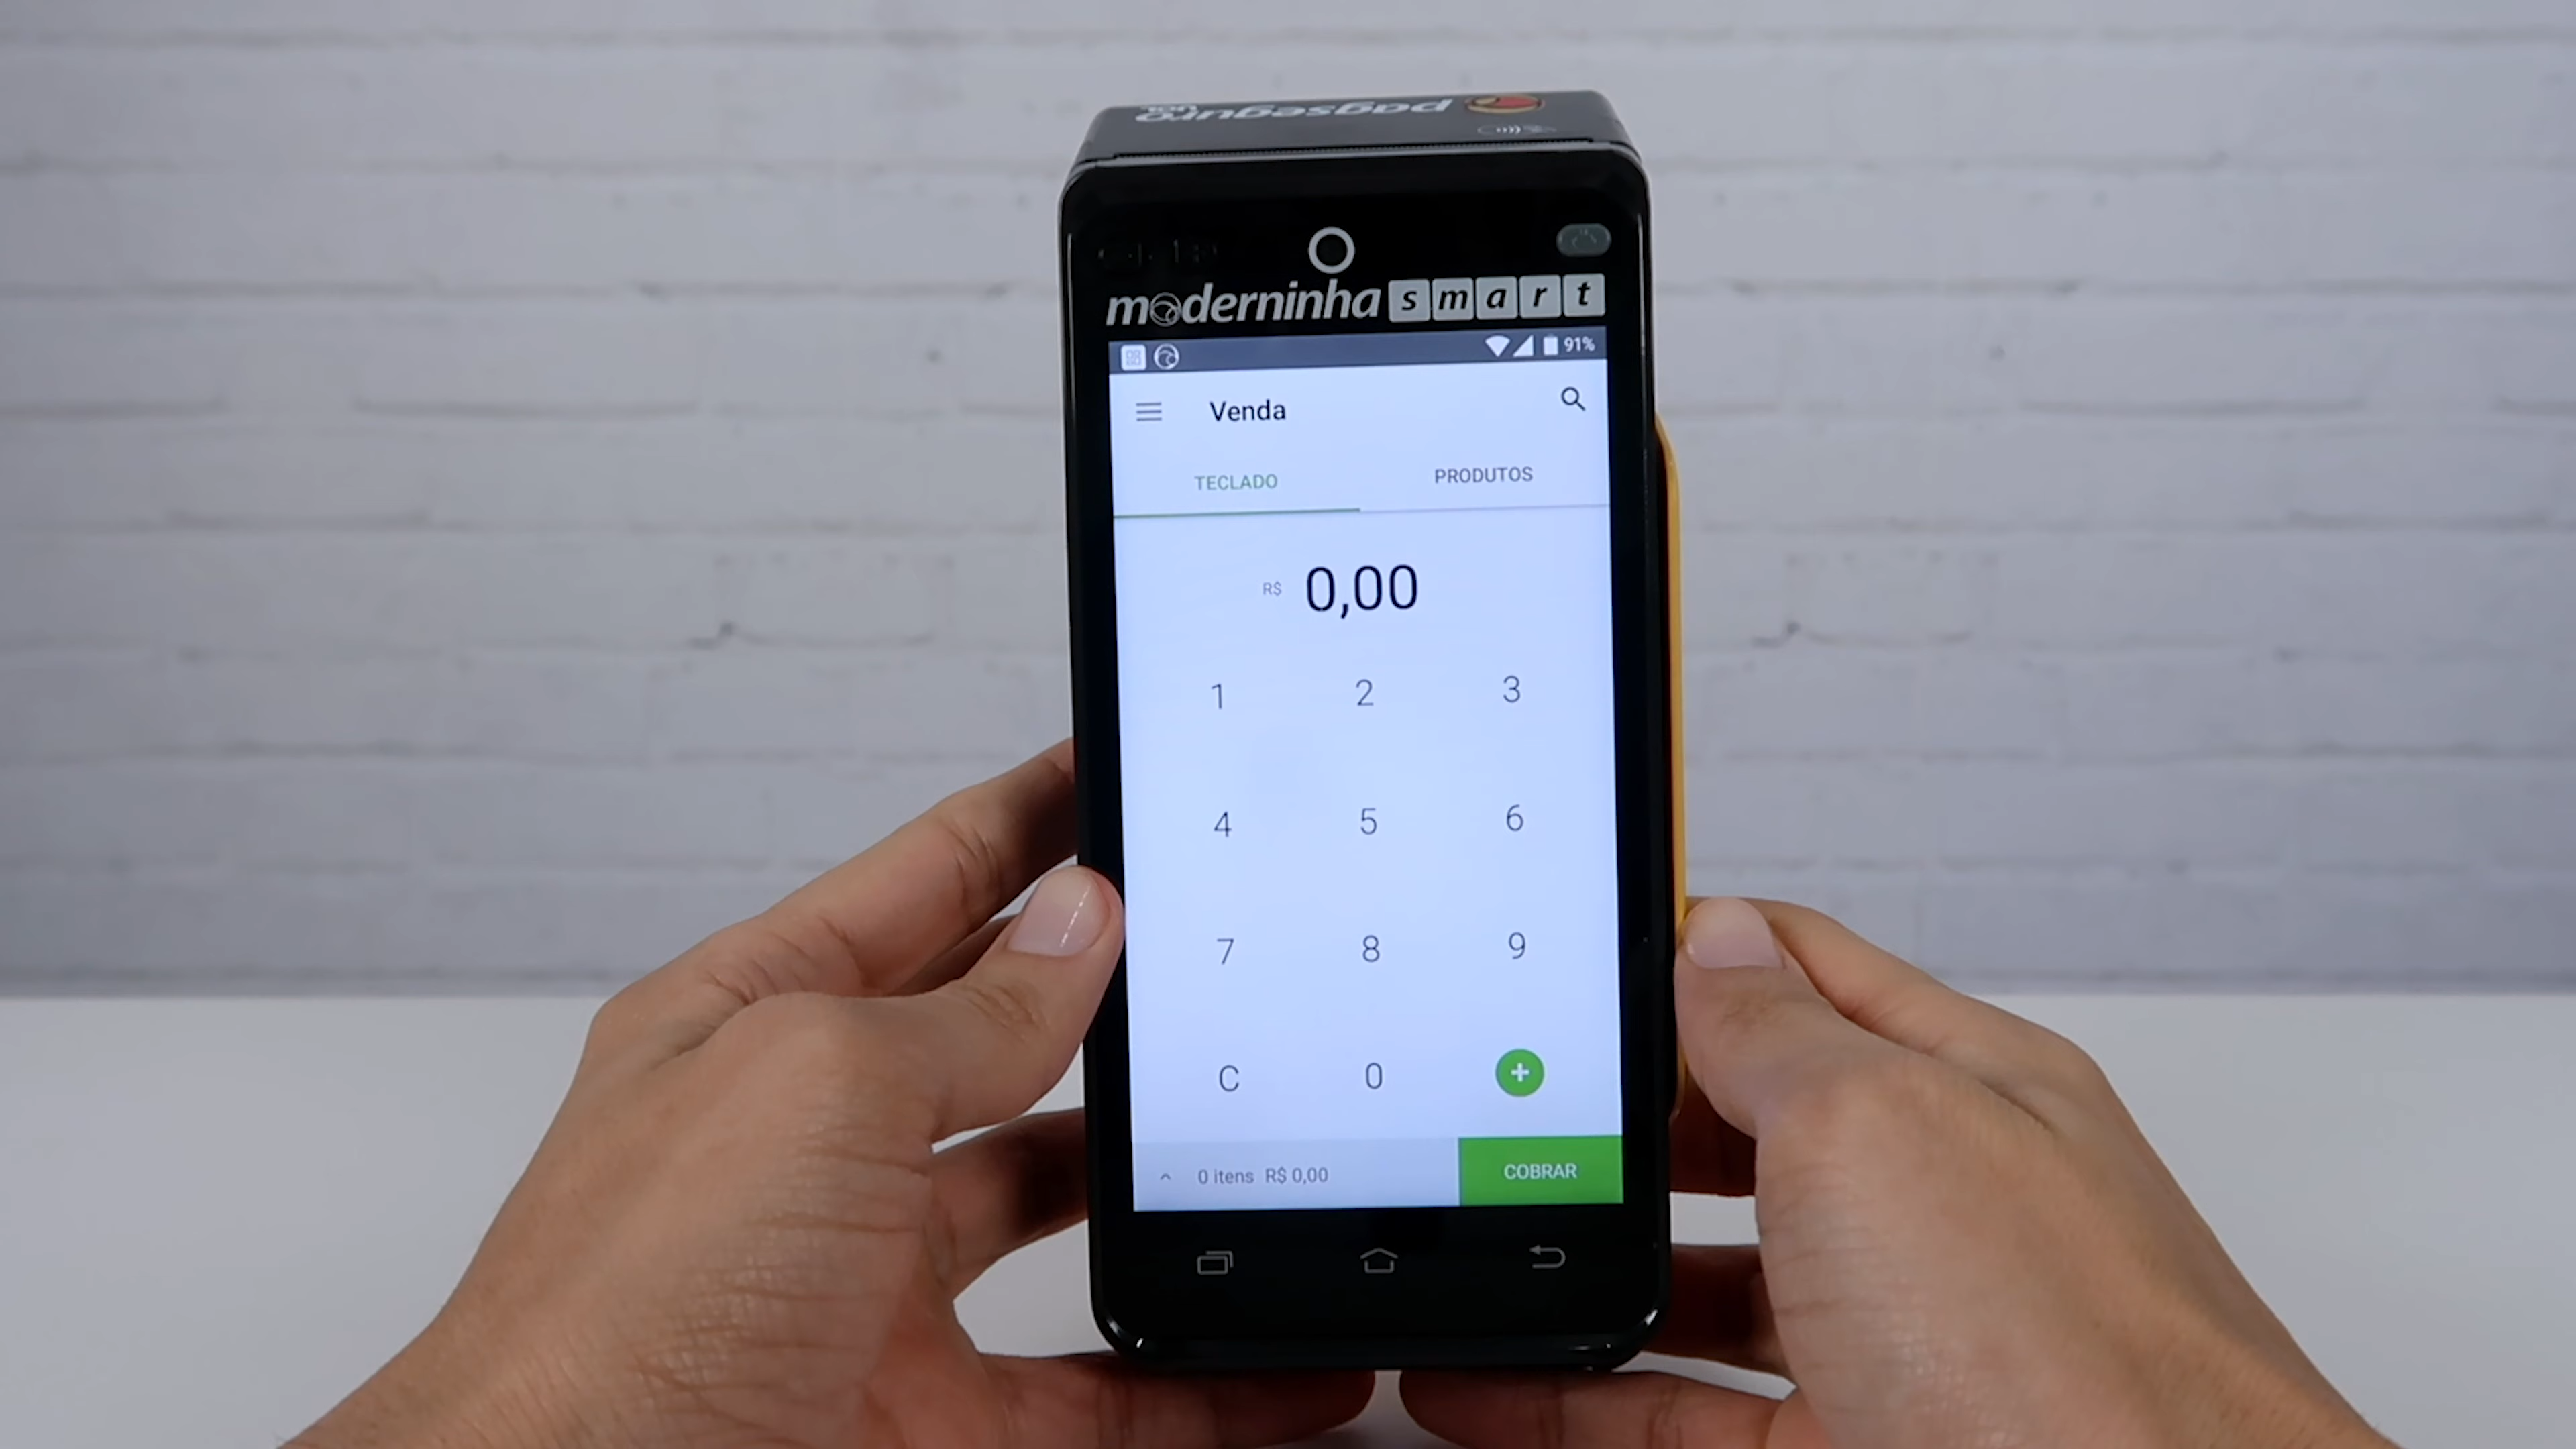 pagseguro
UOL
moderninha smart
91%
Venda
TECLADO PRODUTOS
R$ 0,00
1 2 3
4 5 6
7 8 9
C 0 +
0 itens R$ 0,00 COBRAR